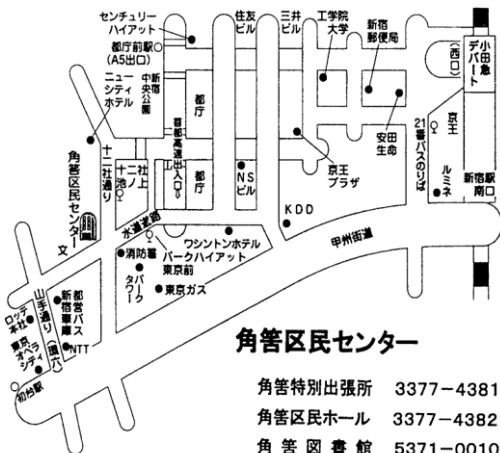 センチュリー
ハイアット
住友
ビル
三井
ビル
工学院
大学
新宿
郵便局
小田急
デパート
(西口)
都庁前駅
(A5出口)
ニュー
シティ
ホテル
新宿
中央公園
都庁
首都高速出入口
都庁
NS
ビル
京王
プラザ
安田
生命
京王
21番バスのりば
ルミネ
新宿駅
南口
角筈区民センター
十二社通り
十二社
池ノ上
水道道路
KDD
甲州街道
ワシントンホテル
パークハイアット
東京前
消防署
パーク
タワー
東京ガス
文
山手通り(環六)
都営バス
新宿車庫
NTT
ロッテ
本社
東京
オペラ
シティ
初台駅
角筈区民センター
角筈特別出張所 3377-4381
角筈区民ホール 3377-4382
角筈図書館 5371-0010